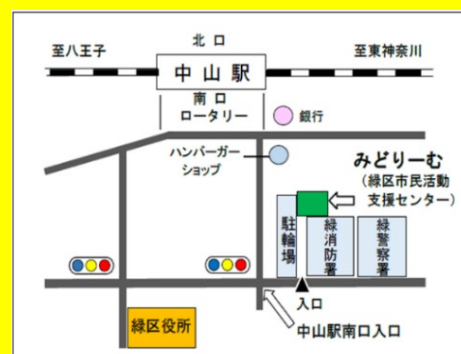 北口
至八王子
至東神奈川
中山駅
南口
ロータリー
銀行
ハンバーガー
ショップ
みどりーむ
(緑区市民活動
支援センター)
駐輪場
緑消防署
緑警察署
入口
緑区役所
中山駅南口入口